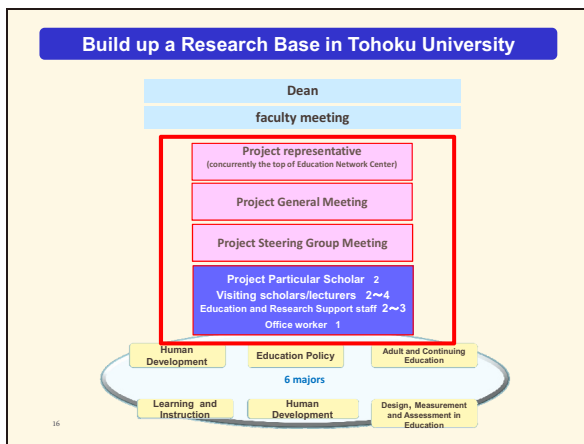 Build up a Research Base in Tohoku University
Dean
faculty meeting
Project representative
(concurrently the top of Education Network Center)
Project General Meeting
Project Steering Group Meeting
Project Particular Scholar 2
Visiting scholars/lecturers 2〜4
Education and Research Support staff 2〜3
Office worker 1
Human
Development
Education Policy
Adult and Continuing
Education
6 majors
Learning and
Instruction
Human
Development
Design, Measurement
and Assessment in
Education
16